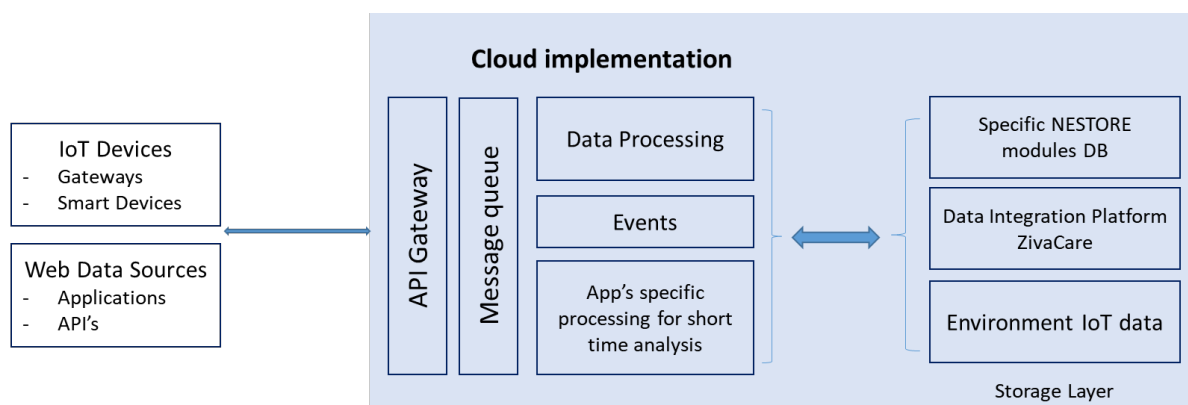 Cloud implementation
IoT Devices
- Gateways
- Smart Devices
Web Data Sources
- Applications
- API's
API Gateway
Message queue
Data Processing
Events
App's specific
processing for short
time analysis
Specific NESTORE
modules DB
Data Integration Platform
ZivaCare
Environment IoT data
Storage Layer